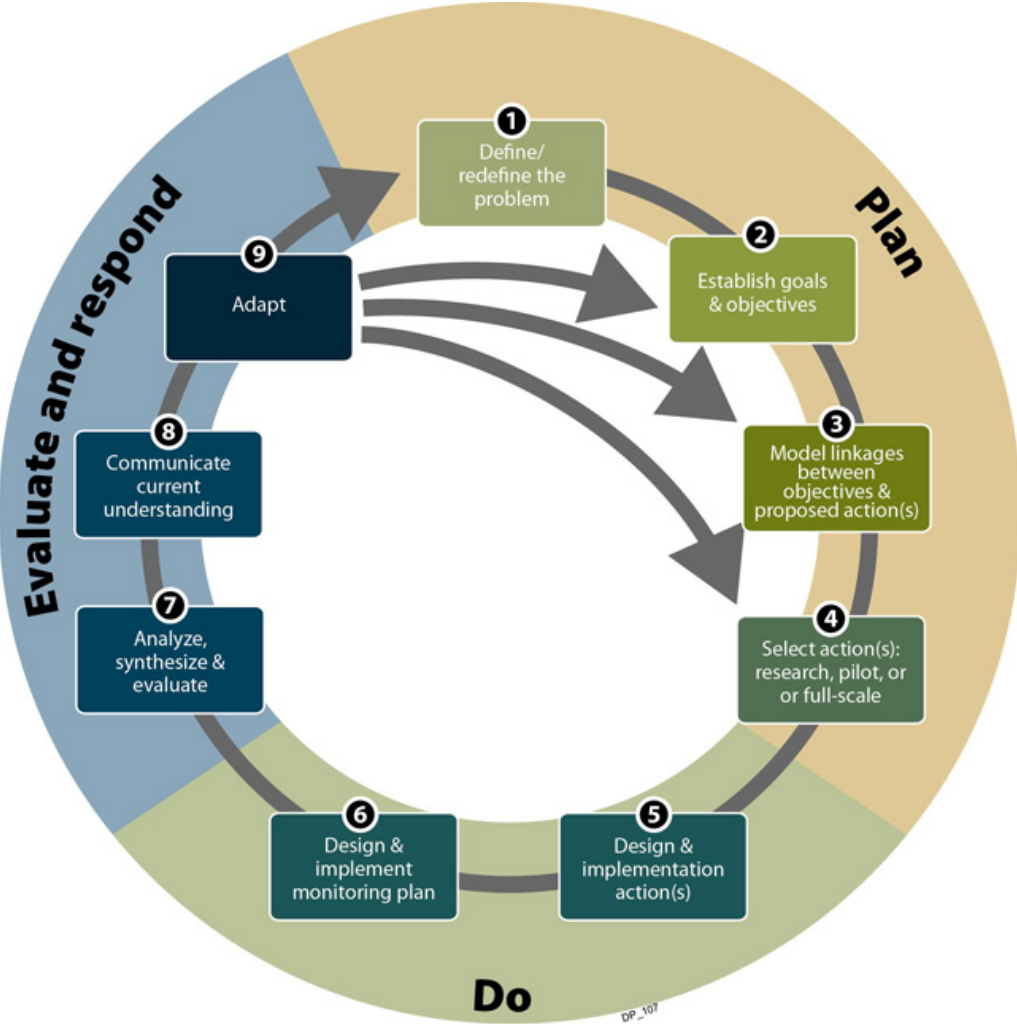 Plan
1
Define/
redefine the
problem
2
Establish goals
& objectives
3
Model linkages
between
objectives &
proposed action(s)
4
Select action(s):
research, pilot, or
or full-scale
Do
5
Design &
implementation
action(s)
6
Design &
implement
monitoring plan
Evaluate and respond
7
Analyze,
synthesize &
evaluate
8
Communicate
current
understanding
9
Adapt
DP_107